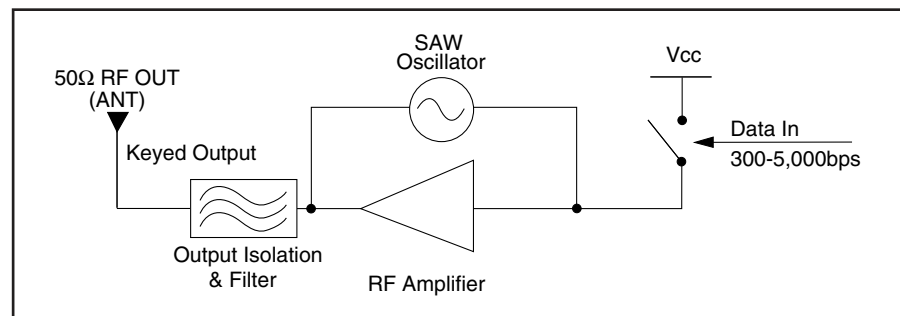 SAW
Oscillator
Vcc
50Ω RF OUT
(ANT)
Data In
Keyed Output
300-5,000bps
Output Isolation
& Filter
RF Amplifier